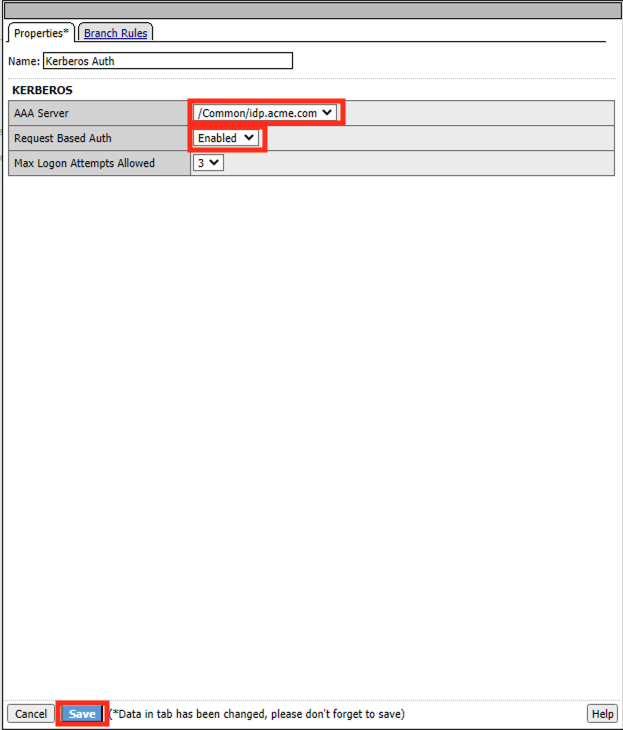 Properties* Branch Rules
Name: Kerberos Auth
KERBEROS
AAA Server /Common/idp.acme.com
Request Based Auth Enabled
Max Logon Attempts Allowed 3
Cancel Save (*Data in tab has been changed, please don't forget to save) Help